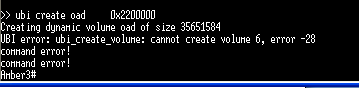 >> ubi create oad 0x2200000
Creating dynamic volume oad of size 35651584
UBI error: ubi_create_volume: cannot create volume 6, error -28
command error!
command error!
Amber3#